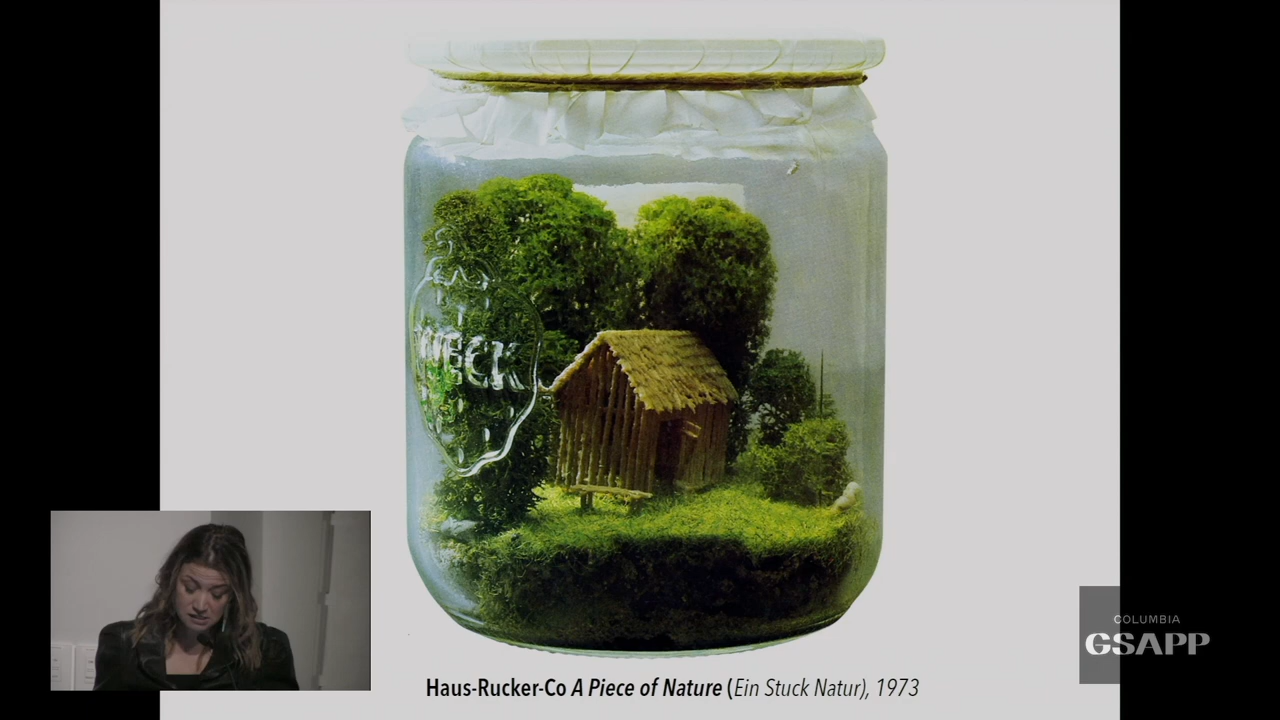 WECK
COLUMBIA
GSAPP
Haus-Rucker-Co A Piece of Nature (Ein Stuck Natur), 1973